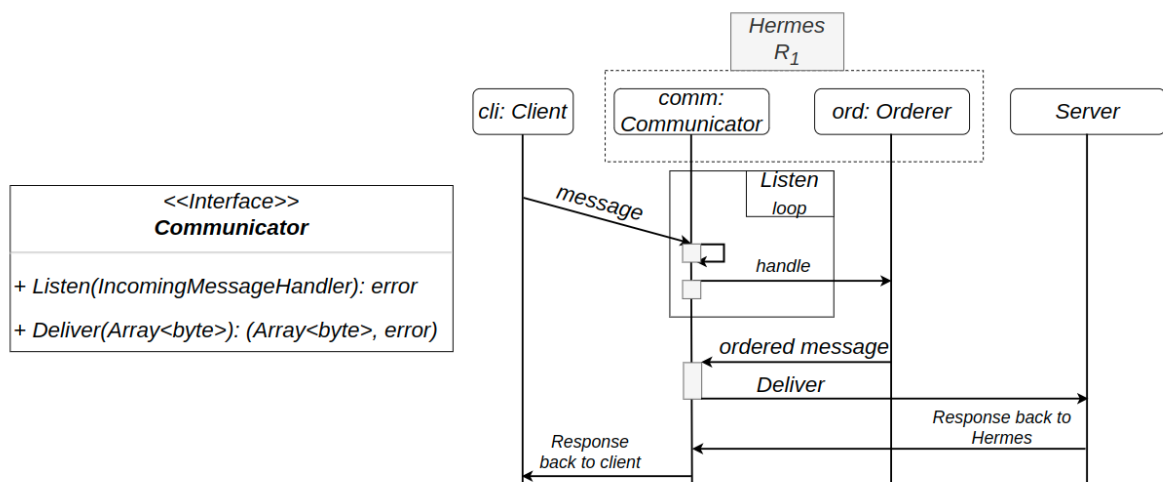 Hermes
R1
cli: Client
comm:
Communicator
ord: Orderer
Server
<<Interface>>
Communicator
+ Listen(IncomingMessageHandler): error
+ Deliver(Array<byte>): (Array<byte>, error)
Listen
loop
message
handle
ordered message
Deliver
Response back to
Hermes
Response
back to client